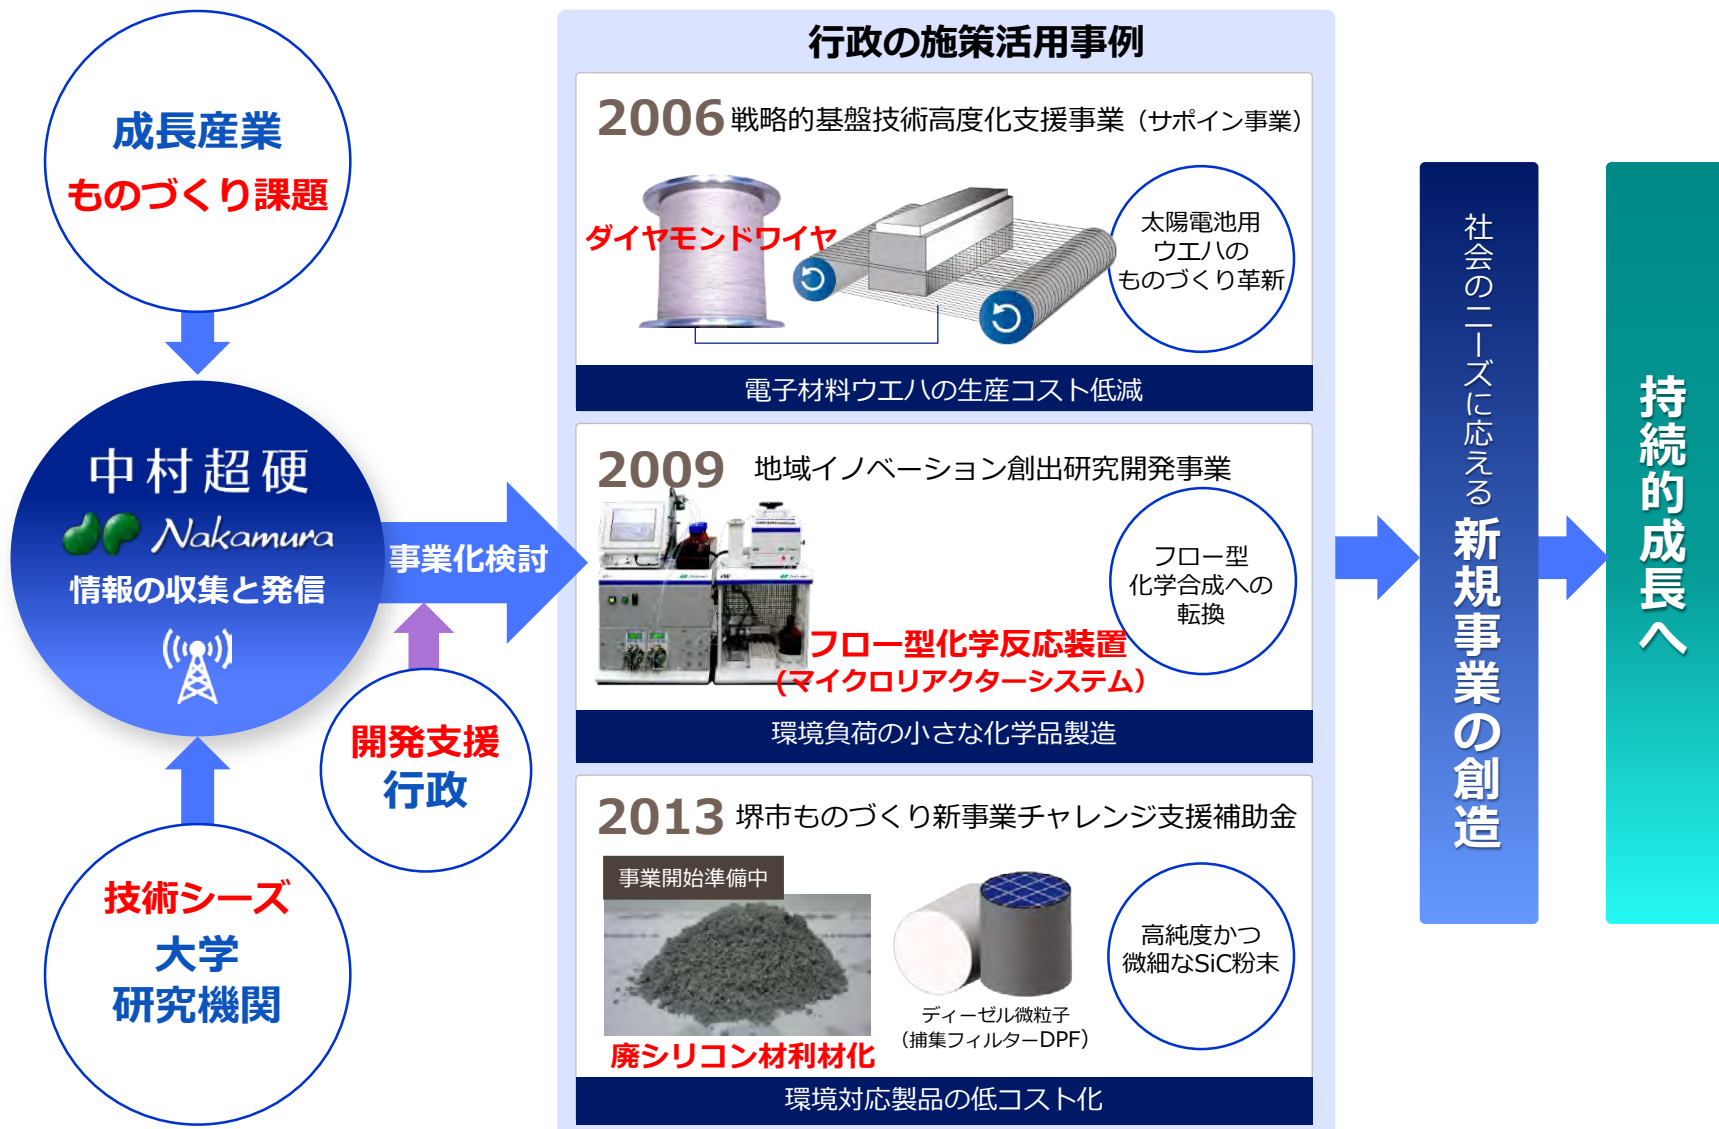 成長産業
ものづくり課題
中村超硬
Nakamura
情報の収集と発信
技術シーズ
大学
研究機関
事業化検討
開発支援
行政
行政の施策活用事例
2006 戦略的基盤技術高度化支援事業（サポイン事業）
ダイヤモンドワイヤ
太陽電池用
ウエハの
ものづくり革新
電子材料ウエハの生産コスト低減
2009 地域イノベーション創出研究開発事業
フロー型
化学合成への
転換
フロー型化学反応装置
(マイクロリアクターシステム）
環境負荷の小さな化学品製造
2013 堺市ものづくり新事業チャレンジ支援補助金
事業開始準備中
廃シリコン材利材化
ディーゼル微粒子
（捕集フィルターDPF）
高純度かつ
微細なSiC粉末
環境対応製品の低コスト化
社会のニーズに応える 新規事業の創造
持続的成長へ